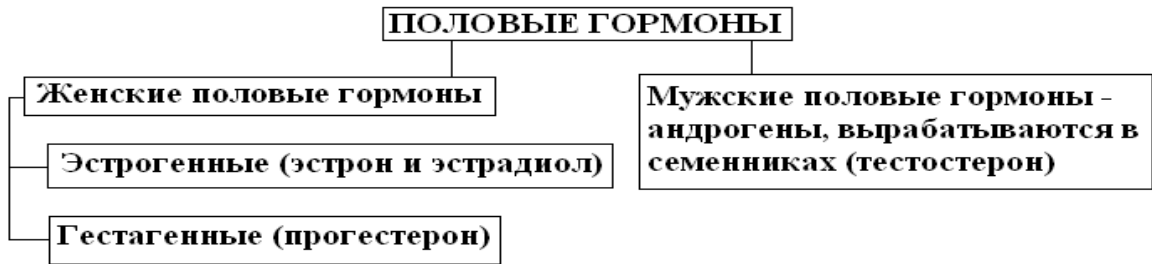 ПОЛОВЫЕ ГОРМОНЫ
Женские половые гормоны
Эстрогенные (эстрон и эстрадиол)
Гестагенные (прогестерон)
Мужские половые гормоны -
андрогены, вырабатываются в
семенниках (тестостерон)